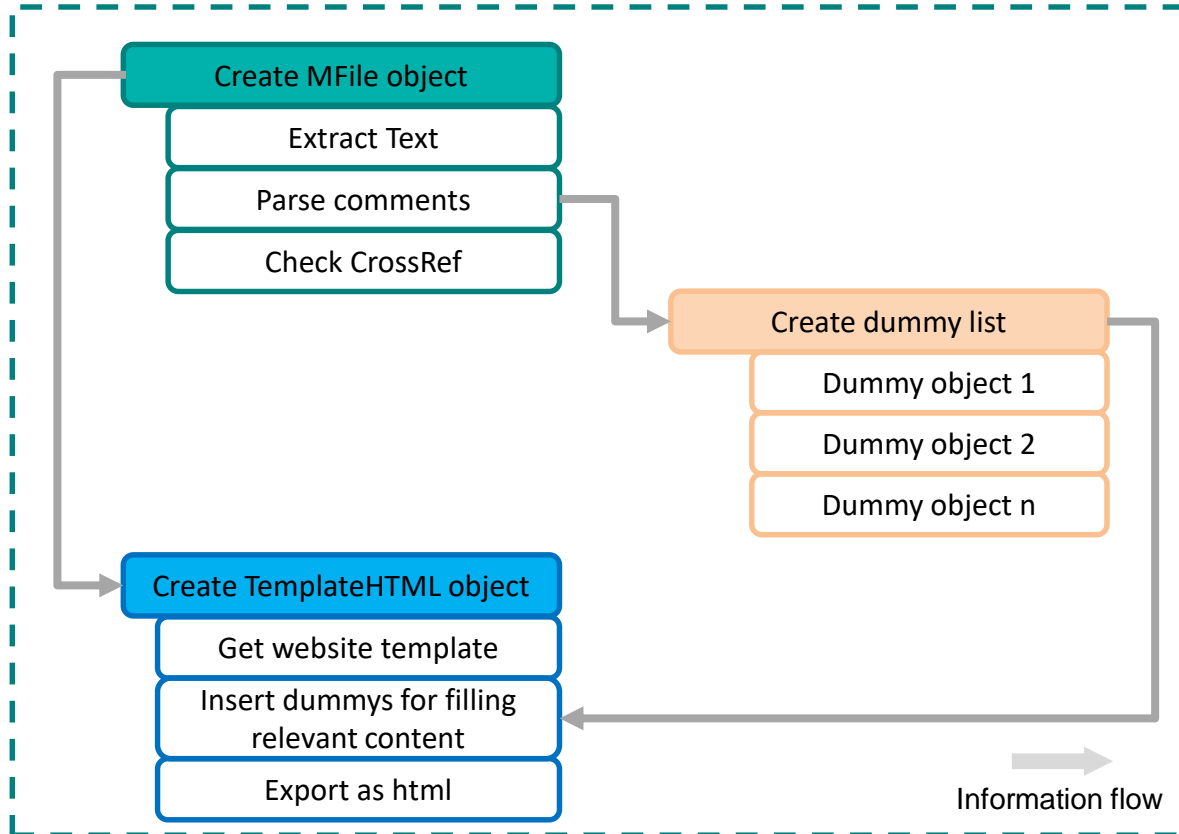 Create MFile object
Extract Text
Parse comments
Check CrossRef
Create dummy list
Dummy object 1
Dummy object 2
Dummy object n
Create TemplateHTML object
Get website template
Insert dummys for filling
relevant content
Export as html
Information flow